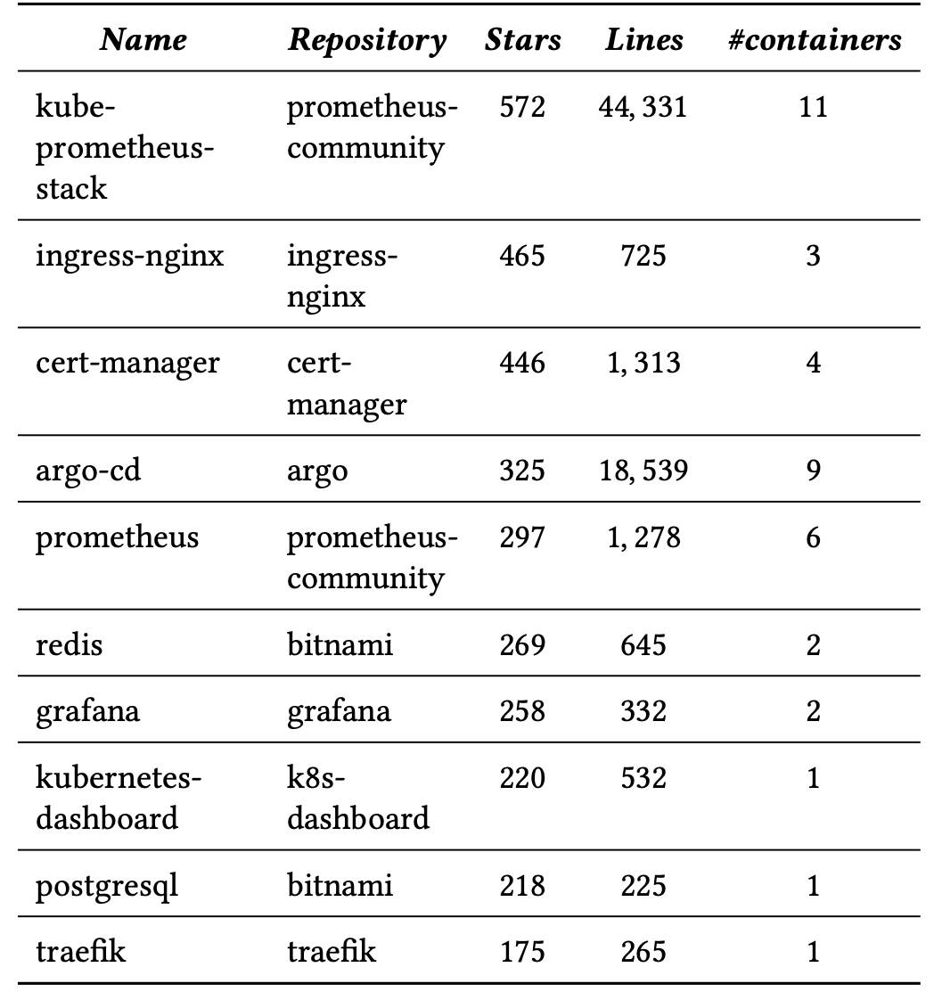 Name Repository Stars Lines #containers
kube- prometheus- 572 44, 331 11
prometheus- community
stack
ingress-nginx ingress- 465 725 3
nginx
cert-manager cert- 446 1, 313 4
manager
argo-cd argo 325 18, 539 9
prometheus prometheus- 297 1, 278 6
community
redis bitnami 269 645 2
grafana grafana 258 332 2
kubernetes- k8s- 220 532 1
dashboard dashboard
postgresql bitnami 218 225 1
traefik traefik 175 265 1